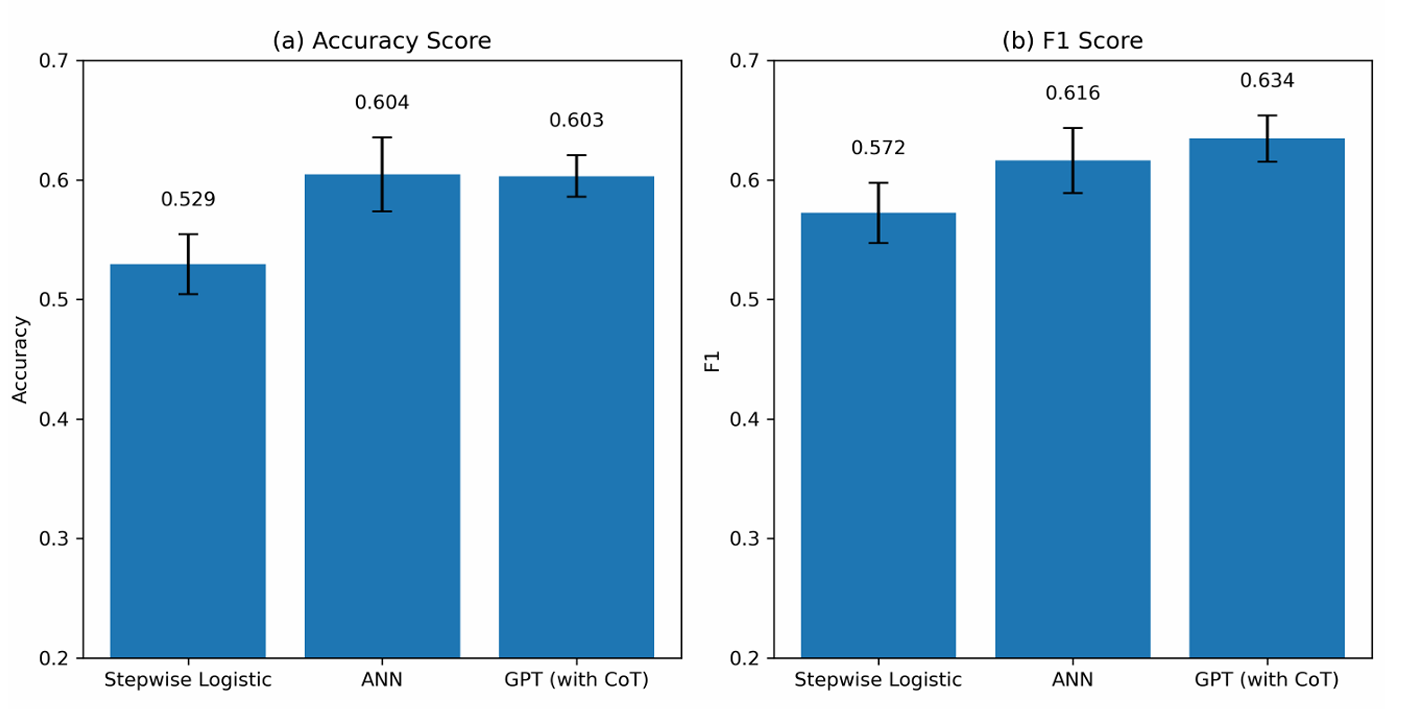 (a) Accuracy Score
0.7
0.6
0.5
0.4
0.3
0.2
Accuracy
0.529
0.604
0.603
Stepwise Logistic
ANN
GPT (with CoT)
(b) F1 Score
0.7
0.6
0.5
0.4
0.3
0.2
F1
0.572
0.616
0.634
Stepwise Logistic
ANN
GPT (with CoT)